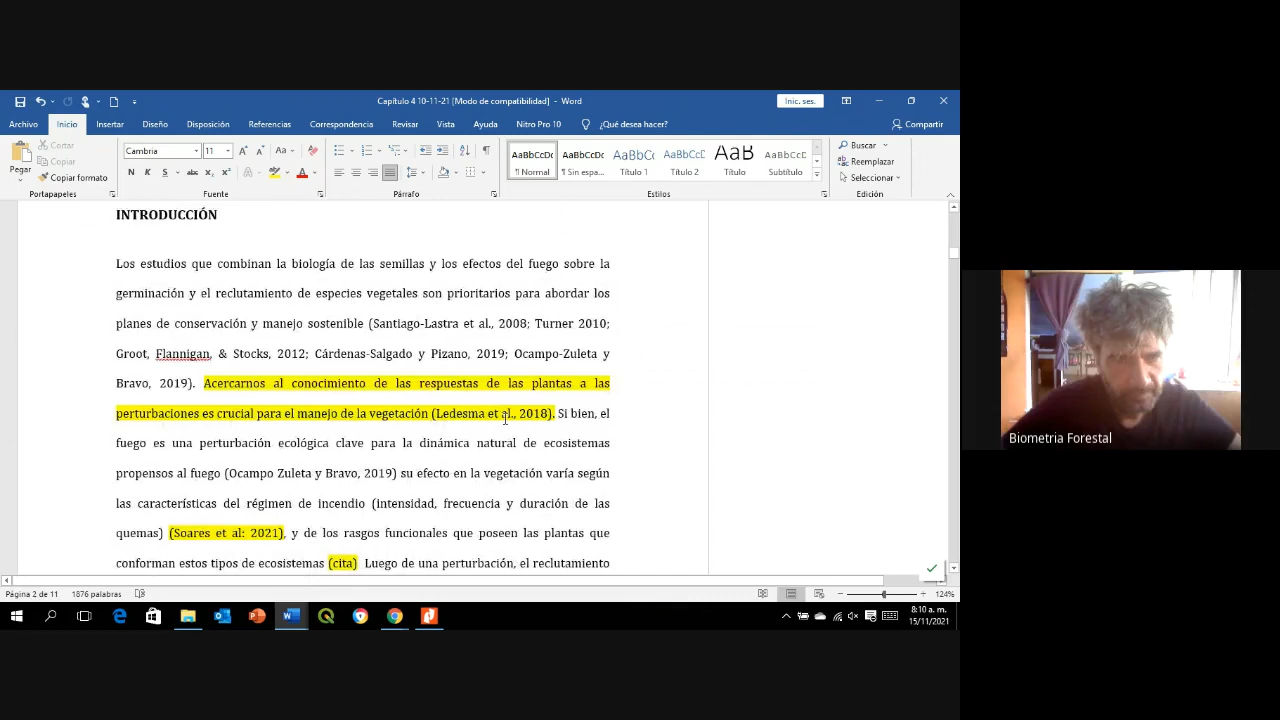 Capítulo 4 10-11-21 [Modo de compatibilidad] - Word
Inic. ses.
Archivo Inicio Insertar Diseño Disposición Referencias Correspondencia Revisar Vista Ayuda Nitro Pro 10 ¿Qué desea hacer? Compartir
Pegar
Cortar
Copiar
Copiar formato
Portapapeles
Cambria 11
N K S
Fuente
Párrafo
AaBbCcDc AaBbCcDc AaBbCc AaBbCcC AaB AaBbCcC
¶ Normal ¶ Sin espa... Título 1 Título 2 Título Subtítulo
Estilos
Buscar
Reemplazar
Seleccionar
Edición
INTRODUCCIÓN
Los estudios que combinan la biología de las semillas y los efectos del fuego sobre la
germinación y el reclutamiento de especies vegetales son prioritarios para abordar los
planes de conservación y manejo sostenible (Santiago-Lastra et al., 2008; Turner 2010;
Groot, Flannigan, & Stocks, 2012; Cárdenas-Salgado y Pizano, 2019; Ocampo-Zuleta y
Bravo, 2019). Acercarnos al conocimiento de las respuestas de las plantas a las
perturbaciones es crucial para el manejo de la vegetación (Ledesma et al., 2018). Si bien, el
fuego es una perturbación ecológica clave para la dinámica natural de ecosistemas
propensos al fuego (Ocampo Zuleta y Bravo, 2019) su efecto en la vegetación varía según
las características del régimen de incendio (intensidad, frecuencia y duración de las
quemas) (Soares et al: 2021), y de los rasgos funcionales que poseen las plantas que
conforman estos tipos de ecosistemas (cita) Luego de una perturbación, el reclutamiento
Página 2 de 11 1876 palabras
124%
8:10 a. m.
15/11/2021
Biometria Forestal